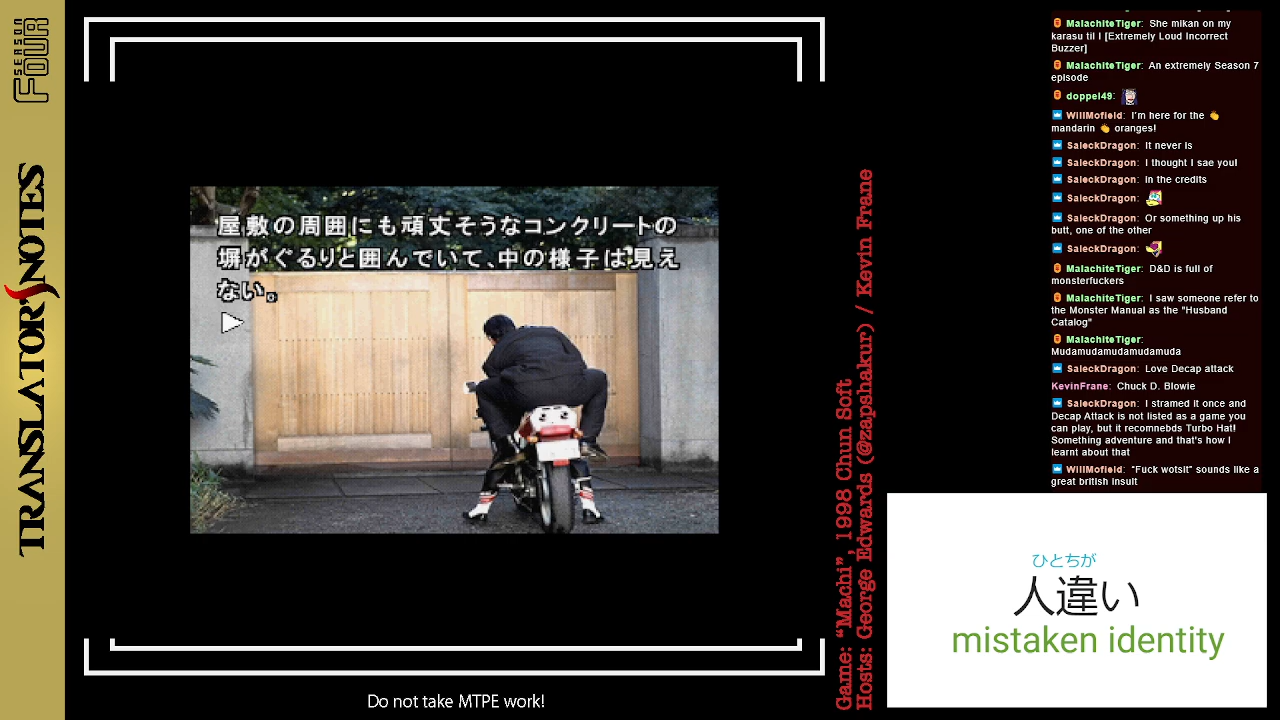 SEASON
FOUR
TRANSLATORS NOTES
屋敷の周囲にも頑丈そうなコンクリートの
塀がぐるりと囲んでいて、中の様子は見え
ない。
Game: "Machi", 1998 Chun Soft
Hosts: George Edwards (@zapshakur) / Kevin Frane
Do not take MTPE work!
MalachiteTiger: She mikan on my
karasu til I [Extremely Loud Incorrect
Buzzer]
MalachiteTiger: An extremely Season 7
episode
doppel49:
WillMofield: I'm here for the 👏
mandarin 👏 oranges!
SaleckDragon: It never is
SaleckDragon: I thought I sae you!
SaleckDragon: In the credits
SaleckDragon:
SaleckDragon: Or something up his
butt, one of the other
SaleckDragon:
MalachiteTiger: D&D is full of
monsterfuckers
MalachiteTiger: I saw someone refer to
the Monster Manual as the "Husband
Catalog"
MalachiteTiger:
Mudamudamudamudamuda
SaleckDragon: Love Decap attack
KevinFrane: Chuck D. Blowie
SaleckDragon: I stramed it once and
Decap Attack is not listed as a game you
can play, but it recomnebds Turbo Hat!
Something adventure and that's how I
learnt about that
WillMofield: "Fuck wotsit" sounds like a
great british insult
ひとちが
人違い
mistaken identity